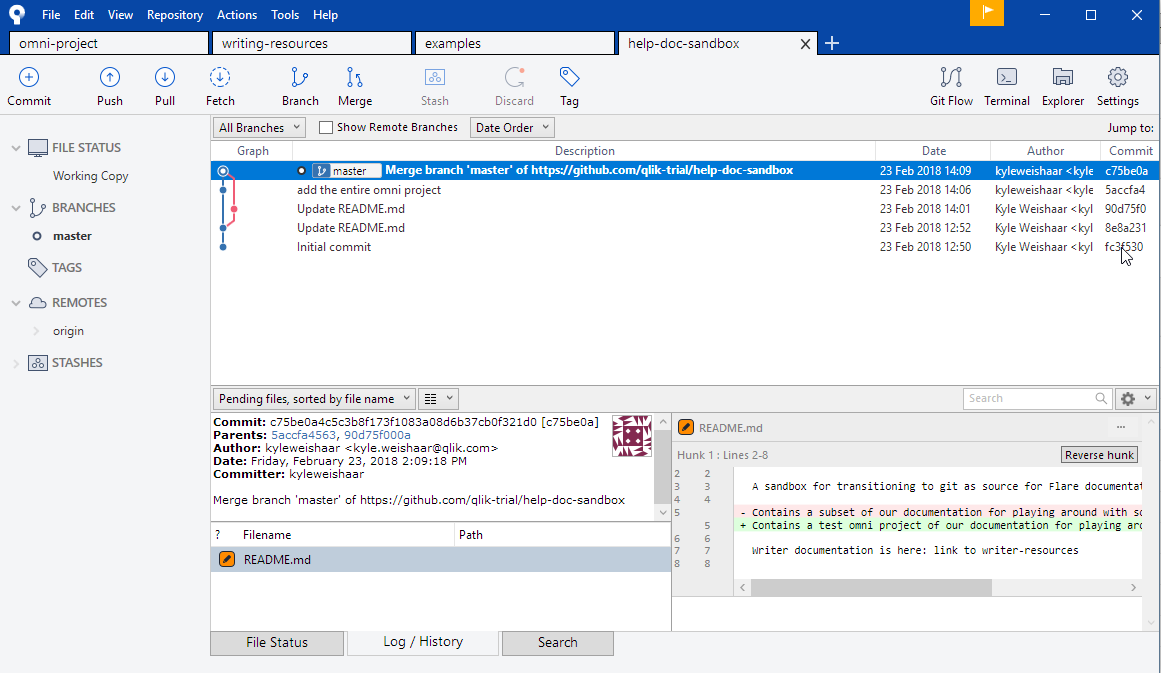 File Edit View Repository Actions Tools Help
omni-project writing-resources examples help-doc-sandbox
Commit Push Pull Fetch Branch Merge Stash Discard Tag Git Flow Terminal Explorer Settings
All Branches Show Remote Branches Date Order Jump to:
FILE STATUS
Working Copy
BRANCHES
master
TAGS
REMOTES
origin
STASHES
Graph Description Date Author Commit
master Merge branch 'master' of https://github.com/qlik-trial/help-doc-sandbox 23 Feb 2018 14:09 kyleweishaar <kyle c75be0a
add the entire omni project 23 Feb 2018 14:06 kyleweishaar <kyle 5accfa4
Update README.md 23 Feb 2018 14:01 Kyle Weishaar <kyl 90d75f0
Update README.md 23 Feb 2018 12:52 Kyle Weishaar <kyl 8e8a231
Initial commit 23 Feb 2018 12:50 Kyle Weishaar <kyl fc3f530
Pending files, sorted by file name Search
Commit: c75be0a4c5c3b8f173f1083a08d6b37cb0f321d0 [c75be0a]
Parents: 5accfa4563, 90d75f000a
Author: kyleweishaar <kyle.weishaar@qlik.com>
Date: Friday, February 23, 2018 2:09:18 PM
Committer: kyleweishaar
Merge branch 'master' of https://github.com/qlik-trial/help-doc-sandbox
? Filename Path
README.md
README.md ...
Hunk 1 : Lines 2-8 Reverse hunk
2 2
3 3 A sandbox for transitioning to git as source for Flare documentat
4 4
5 - Contains a subset of our documentation for playing around with so
5 + Contains a test omni project of our documentation for playing aro
6 6
7 7 Writer documentation is here: link to writer-resources
8 8
File Status Log / History Search